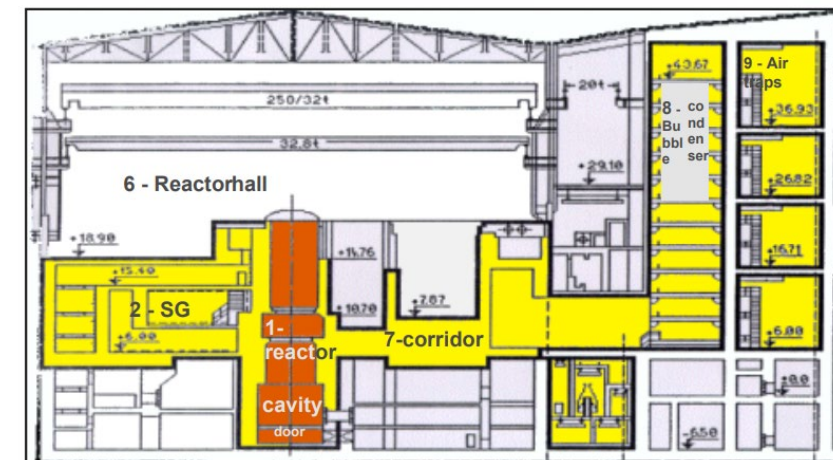 250/32t
32.8t
20t
+43.67
9 - Air
traps
8 -
Bu
bbl
e
co
nd
en
ser
+36.93
+29.10
6 - Reactorhall
+26.82
+18.90
+14.76
+16.71
+15.40
2 - SG
+10.70
+7.87
+6.00
1-
reactor
7-corridor
+6.00
cavity
door
±0.0
-6.50